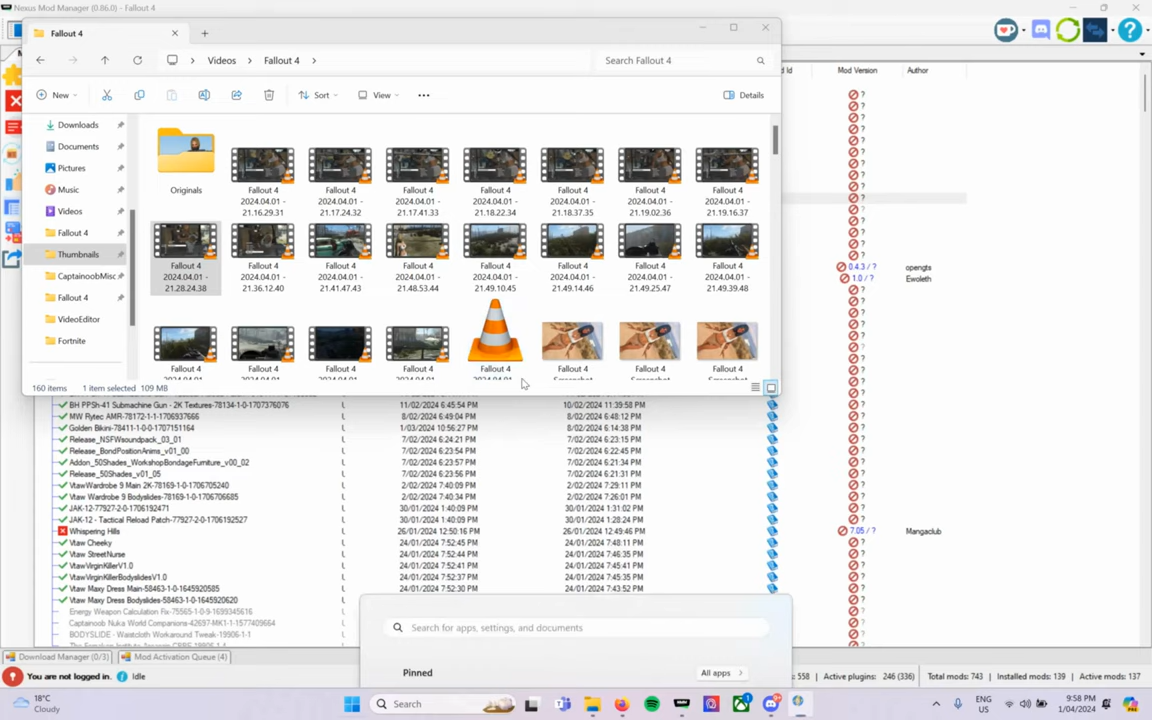 Nexus Mod Manager (0.86.0) - Fallout 4
Fallout 4
Videos
Fallout 4
Search Fallout 4
New
Sort
View
Details
Id
Mod Version
Author
Downloads
Documents
Pictures
Music
Videos
Fallout 4
Thumbnails
CaptainoobMisc
Fallout 4
VideoEditor
Fortnite
Originals
Fallout 4 2024.04.01 - 21.16.29.31
Fallout 4 2024.04.01 - 21.17.24.32
Fallout 4 2024.04.01 - 21.17.41.33
Fallout 4 2024.04.01 - 21.18.22.34
Fallout 4 2024.04.01 - 21.18.37.35
Fallout 4 2024.04.01 - 21.19.02.36
Fallout 4 2024.04.01 - 21.19.16.37
Fallout 4 2024.04.01 - 21.28.24.38
Fallout 4 2024.04.01 - 21.36.12.40
Fallout 4 2024.04.01 - 21.41.47.43
Fallout 4 2024.04.01 - 21.48.53.44
Fallout 4 2024.04.01 - 21.49.10.45
Fallout 4 2024.04.01 - 21.49.14.46
Fallout 4 2024.04.01 - 21.49.25.47
Fallout 4 2024.04.01 - 21.49.39.48
Fallout 4
Fallout 4
Fallout 4
Fallout 4
Fallout 4
Fallout 4
Fallout 4
Fallout 4
160 items 1 item selected 109 MB
0.4.3 / ? opengts
1.0 / ? Ewoleth
BH PPSh-41 Submachine Gun - 2K Textures-78134-1-0-1707376076 11/02/2024 6:45:54 PM 10/02/2024 11:39:58 PM
MW Rytec AMR-78172-1-1-1706937666 8/02/2024 6:49:04 PM 8/02/2024 6:48:12 PM
Golden Bikini-78411-1-0-0-1707151164 1/03/2024 10:56:27 PM 8/02/2024 6:14:38 PM
Release_NSFWsoundpack_03_01 7/02/2024 6:24:21 PM 7/02/2024 6:23:15 PM
Release_BondPositionAnims_v01_00 7/02/2024 6:23:54 PM 7/02/2024 6:22:45 PM
Addon_50Shades_WorkshopBondageFurniture_v00_02 7/02/2024 6:23:57 PM 7/02/2024 6:21:34 PM
Release_50Shades_v01_05 7/02/2024 6:23:56 PM 7/02/2024 6:21:31 PM
VtawWardrobe 9 Main 2K-78169-1-0-1706705240 2/02/2024 7:40:09 PM 2/02/2024 7:29:11 PM
Vtaw Wardrobe 9 Bodyslides-78169-1-0-1706706685 2/02/2024 7:40:34 PM 2/02/2024 7:26:01 PM
JAK-12-77927-1-0-1706192471 30/01/2024 1:40:09 PM 30/01/2024 1:31:02 PM
JAK-12 - Tactical Reload Patch-77927-2-0-1706192527 30/01/2024 1:40:09 PM 30/01/2024 1:28:24 PM
Whispering Hills 26/01/2024 12:50:16 PM 26/01/2024 12:49:46 PM 7.05 / ? Mangaclub
Vtaw Cheeky 24/01/2024 7:52:45 PM 24/01/2024 7:48:11 PM
Vtaw StreetNurse 24/01/2024 7:52:44 PM 24/01/2024 7:46:35 PM
VtawVirginKillerV1.0 24/01/2024 7:52:41 PM 24/01/2024 7:45:41 PM
VtawVirginKillerBodyslidesV1.0 24/01/2024 7:52:37 PM 24/01/2024 7:45:35 PM
Vtaw Maxy Dress Main-58463-1-0-1645920585 24/01/2024 7:52:30 PM 24/01/2024 7:43:52 PM
Vtaw Maxy Dress Bodyslides-58463-1-0-1645920620
Energy Weapon Calculation Fix-75565-1-0-9-1699345616
Captainoob Nuka World Companions-42697-MK1-1-1577409664
BODYSLIDE - Waistcloth Workaround Tweak-19906-1-1
Search for apps, settings, and documents
Pinned
All apps
Download Manager (0/3) Mod Activation Queue (4)
You are not logged in. Idle
: 558 Active plugins: 246 (336) Total mods: 743 Installed mods: 139 Active mods: 137
18°C
Cloudy
Search
ENG
US
9:58 PM
1/04/2024